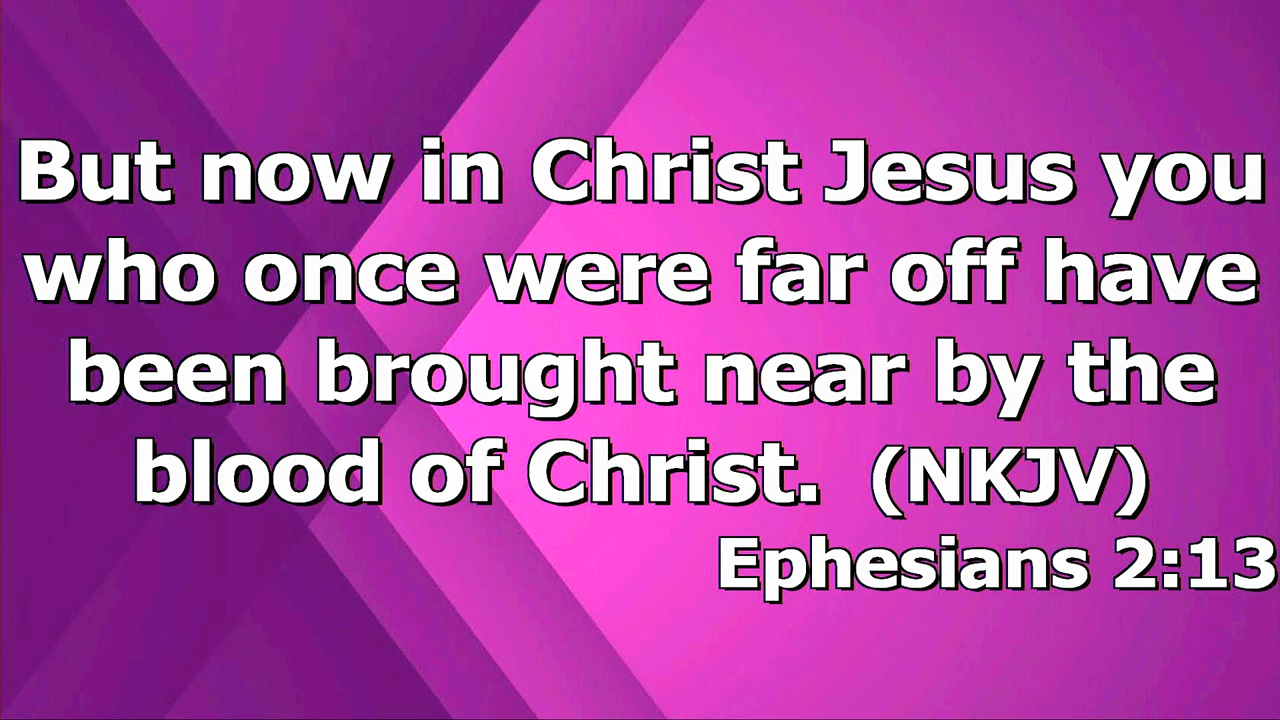 But now in Christ Jesus you
who once were far off have
been brought near by the
blood of Christ.  (NKJV)
Ephesians 2:13